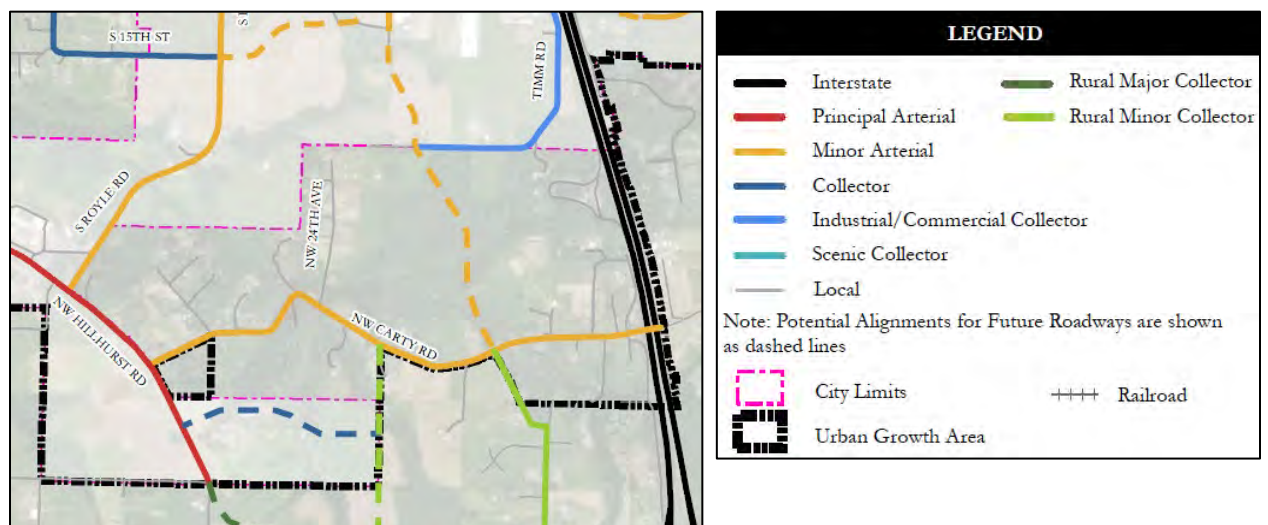 S 15TH ST
TIMM RD
S ROYLE RD
NW 24TH AVE
NW HILLHURST RD
NW CARTY RD
LEGEND
Interstate
Principal Arterial
Minor Arterial
Collector
Industrial/Commercial Collector
Scenic Collector
Local
Rural Major Collector
Rural Minor Collector
Note: Potential Alignments for Future Roadways are shown
as dashed lines
City Limits
Railroad
Urban Growth Area